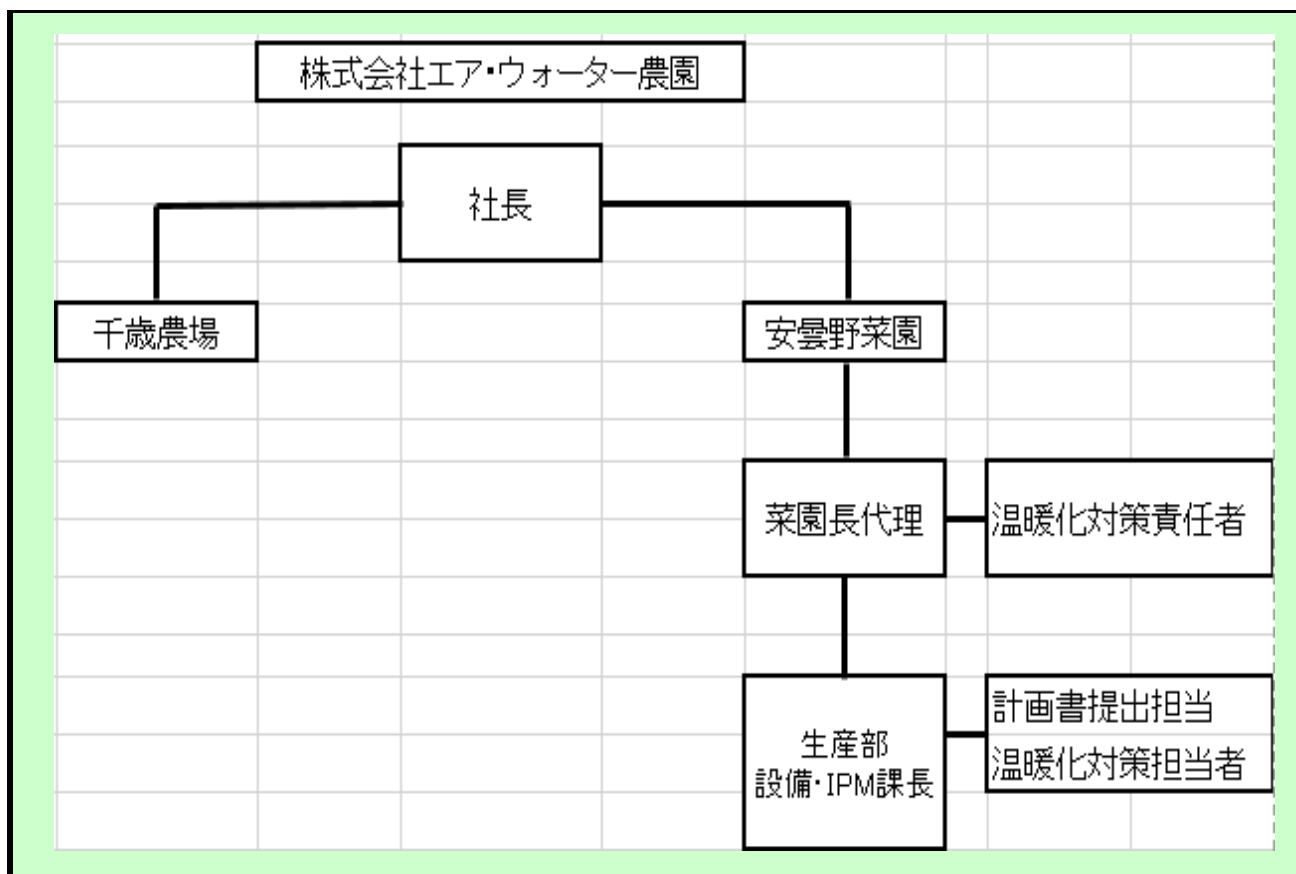 株式会社エア・ウォーター農園
社長
千歳農場
安曇野菜園
菜園長代理
温暖化対策責任者
生産部
設備・IPM課長
計画書提出担当
温暖化対策担当者